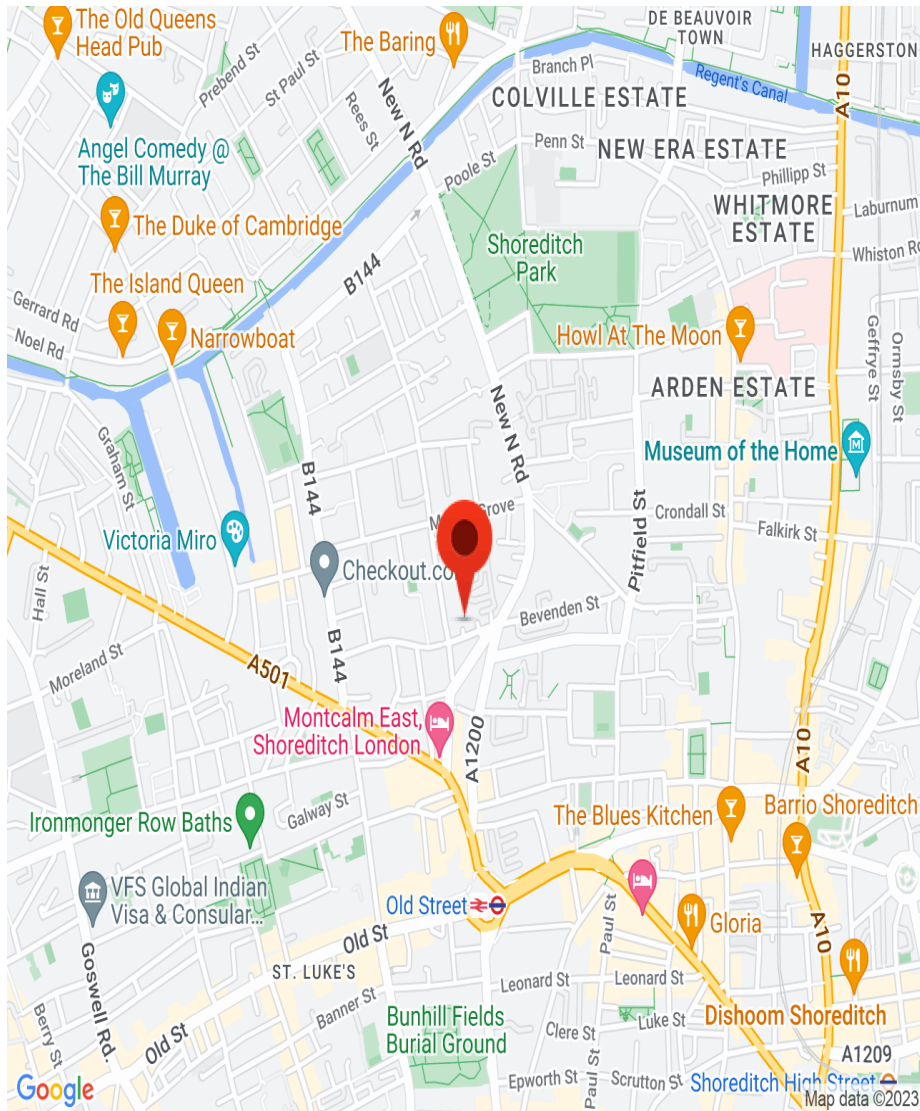 The Old Queens
Head Pub
The Baring
DE BEAUVOIR
TOWN
HAGGERSTON
Prebend St
St Paul St
Rees St
New N Rd
Branch Pl
Regent's Canal
A10
COLVILLE ESTATE
Angel Comedy @
The Bill Murray
Poole St
Penn St
NEW ERA ESTATE
Phillipp St
WHITMORE
ESTATE
Laburnum
The Duke of Cambridge
Shoreditch
Park
Whiston Rd
B144
The Island Queen
Gerrard Rd
Noel Rd
Narrowboat
Howl At The Moon
Geffrye St
Ormsby St
ARDEN ESTATE
New N Rd
Graham St
B144
Museum of the Home
Pitfield St
Crondall St
Falkirk St
Grove
Victoria Miro
Checkout.co
Hall St
Bevenden St
B144
Moreland St
A501
Montcalm East,
Shoreditch London
A1200
A10
Galway St
Ironmonger Row Baths
The Blues Kitchen
Barrio Shoreditch
VFS Global Indian
Visa & Consular...
Old Street
Paul St
Gloria
A10
Old St
Goswell Rd.
ST. LUKE'S
Leonard St
Leonard St
Banner St
Bunhill Fields
Burial Ground
Luke St
Clere St
Dishoom Shoreditch
Berry St
Old St
Paul St
A1209
Epworth St
Scrutton St
Shoreditch High Street
Google
Map data ©2023